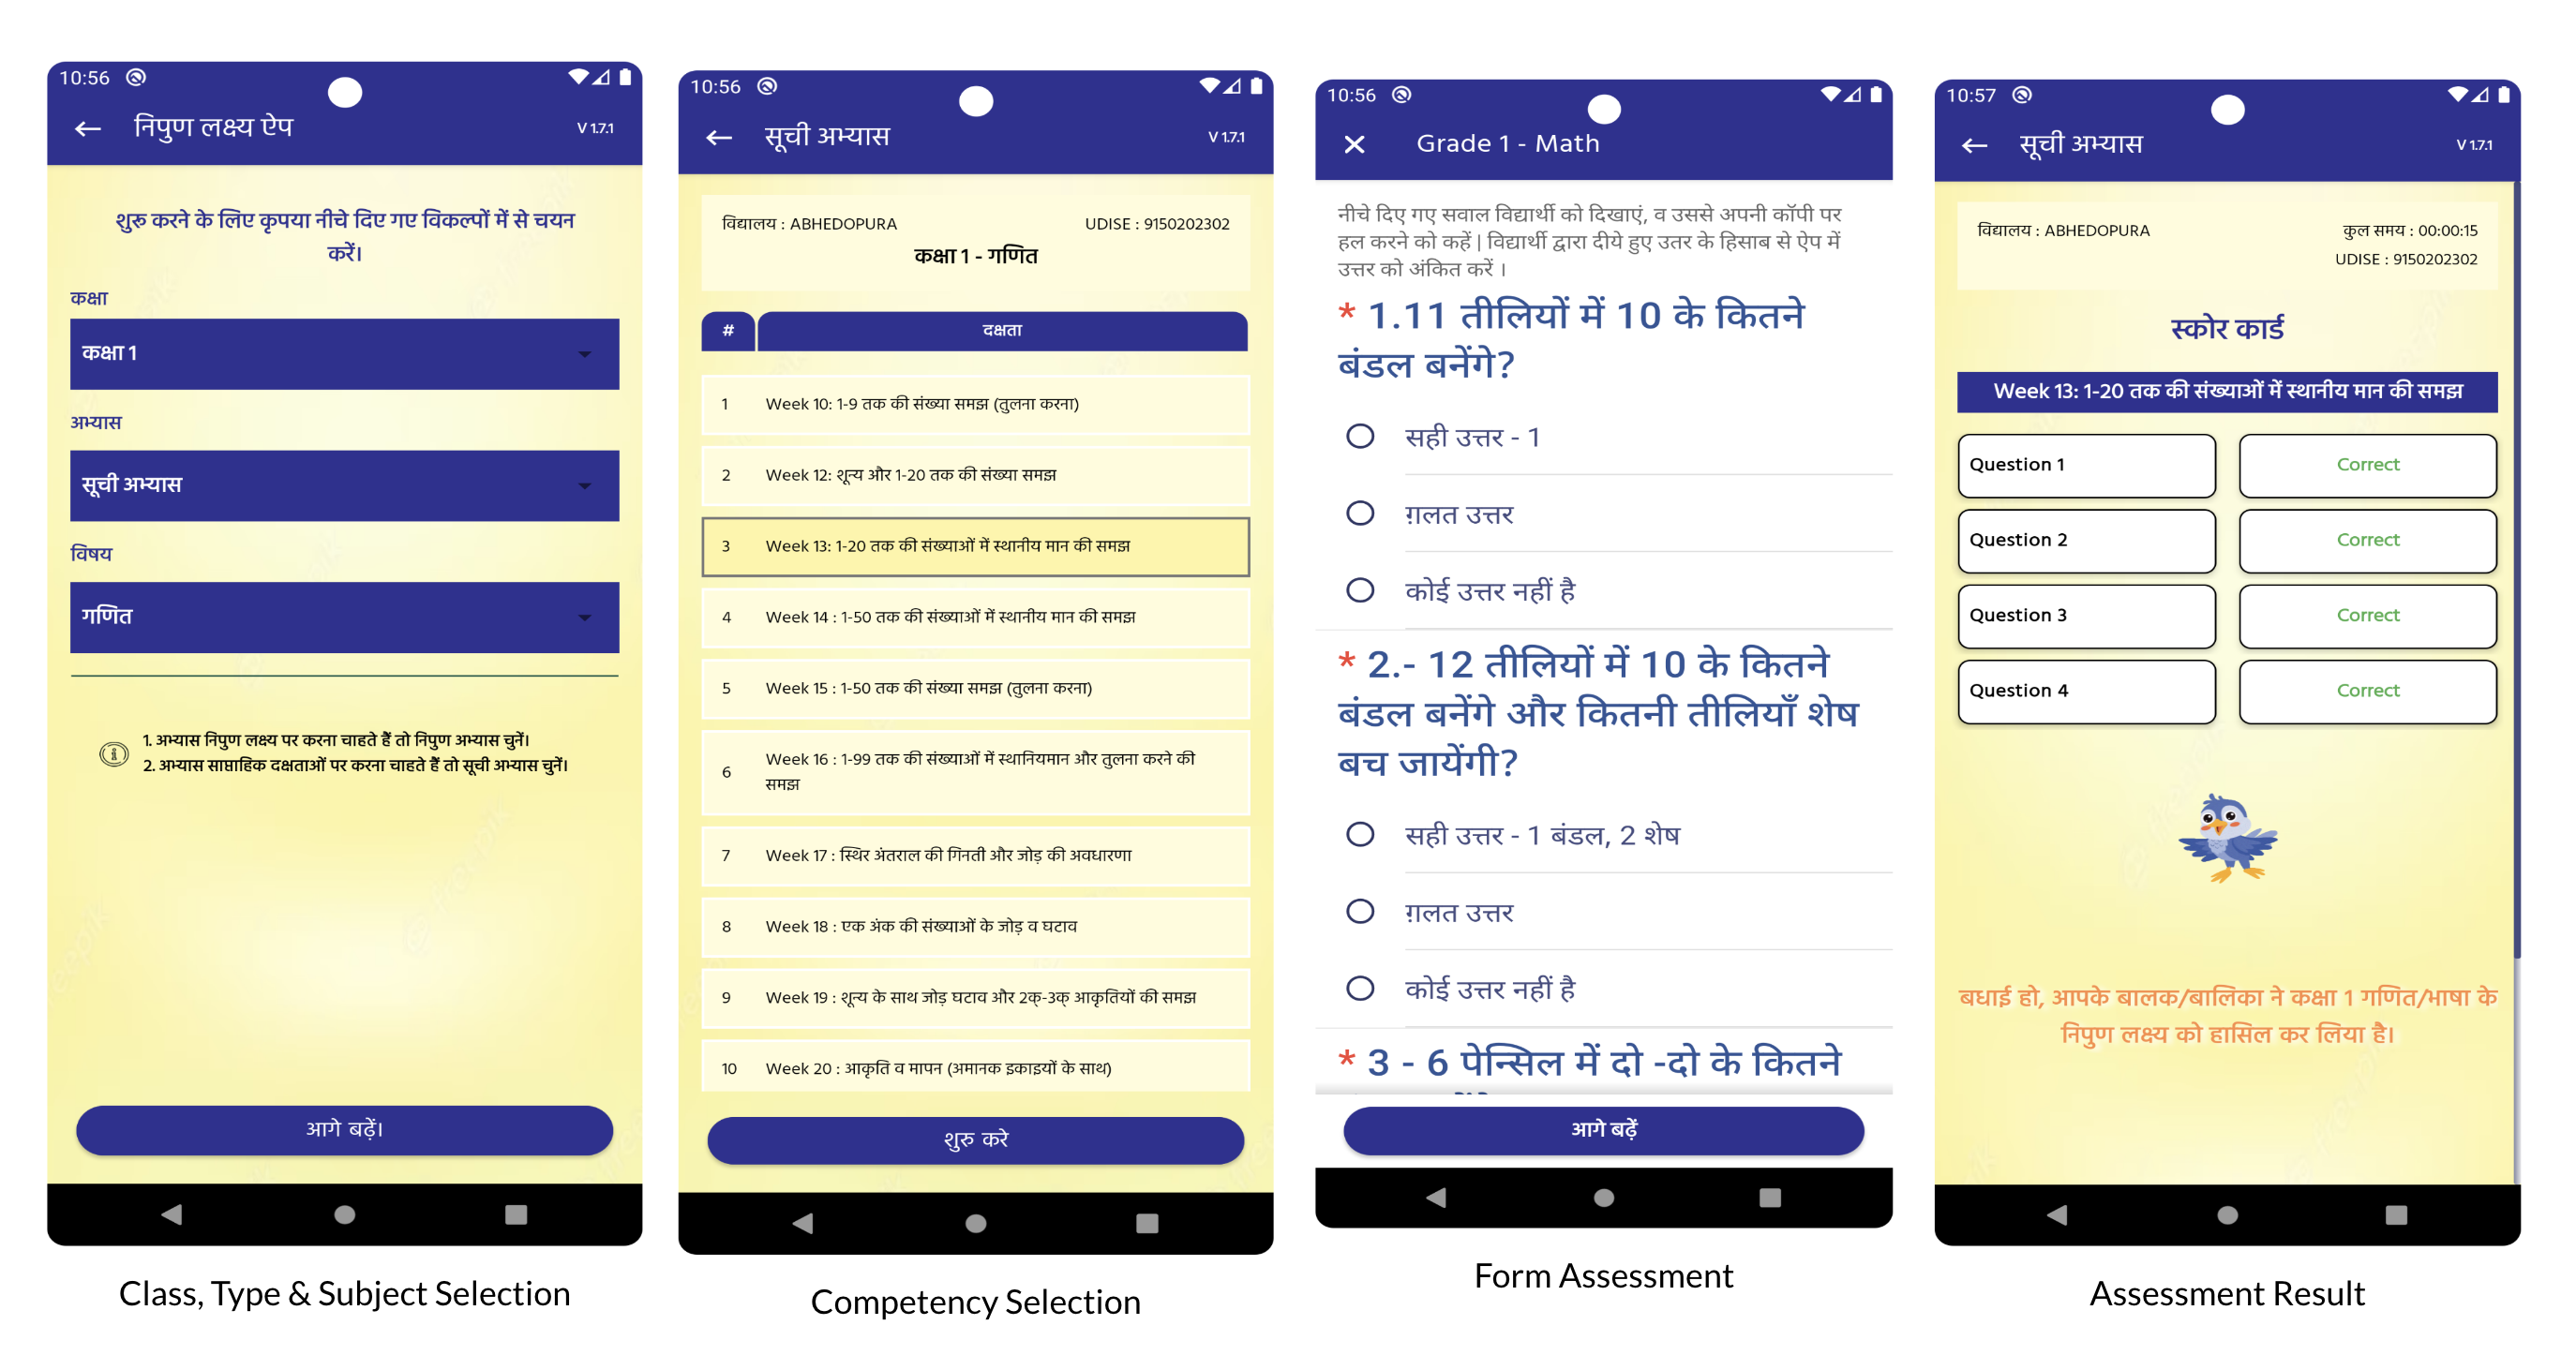 10:56
निपुण लक्ष्य ऐप
V 1.7.1
शुरू करने के लिए कृपया नीचे दिए गए विकल्पों में से चयन
करें।
कक्षा
कक्षा 1
अभ्यास
सूची अभ्यास
विषय
गणित
1. अभ्यास निपुण लक्ष्य पर करना चाहते हैं तो निपुण अभ्यास चुनें।
2. अभ्यास साप्ताहिक दक्षताओं पर करना चाहते हैं तो सूची अभ्यास चुनें।
आगे बढ़ें।
Class, Type & Subject Selection
10:56
सूची अभ्यास
V 1.7.1
विद्यालय : ABHEDOPURA UDISE : 9150202302
कक्षा 1 - गणित
# दक्षता
1 Week 10: 1-9 तक की संख्या समझ (तुलना करना)
2 Week 12: शून्य और 1-20 तक की संख्या समझ
3 Week 13: 1-20 तक की संख्याओं में स्थानीय मान की समझ
4 Week 14 : 1-50 तक की संख्याओं में स्थानीय मान की समझ
5 Week 15 : 1-50 तक की संख्या समझ (तुलना करना)
6 Week 16 : 1-99 तक की संख्याओं में स्थानियमान और तुलना करने की
समझ
7 Week 17 : स्थिर अंतराल की गिनती और जोड़ की अवधारणा
8 Week 18 : एक अंक की संख्याओं के जोड़ व घटाव
9 Week 19 : शून्य के साथ जोड़ घटाव और 2क्-3क् आकृतियों की समझ
10 Week 20 : आकृति व मापन (अमानक इकाइयों के साथ)
शुरु करे
Competency Selection
10:56
Grade 1 - Math
नीचे दिए गए सवाल विद्यार्थी को दिखाएं, व उससे अपनी कॉपी पर
हल करने को कहें | विद्यार्थी द्वारा दीये हुए उतर के हिसाब से ऐप में
उत्तर को अंकित करें ।
* 1.11 तीलियों में 10 के कितने
बंडल बनेंगे?
सही उत्तर - 1
ग़लत उत्तर
कोई उत्तर नहीं है
* 2.- 12 तीलियों में 10 के कितने
बंडल बनेंगे और कितनी तीलियाँ शेष
बच जायेंगी?
सही उत्तर - 1 बंडल, 2 शेष
ग़लत उत्तर
कोई उत्तर नहीं है
* 3 - 6 पेन्सिल में दो -दो के कितने
आगे बढ़ें
Form Assessment
10:57
सूची अभ्यास
V 1.7.1
विद्यालय : ABHEDOPURA कुल समय : 00:00:15
UDISE : 9150202302
स्कोर कार्ड
Week 13: 1-20 तक की संख्याओं में स्थानीय मान की समझ
Question 1 Correct
Question 2 Correct
Question 3 Correct
Question 4 Correct
बधाई हो, आपके बालक/बालिका ने कक्षा 1 गणित/भाषा के
निपुण लक्ष्य को हासिल कर लिया है।
Assessment Result